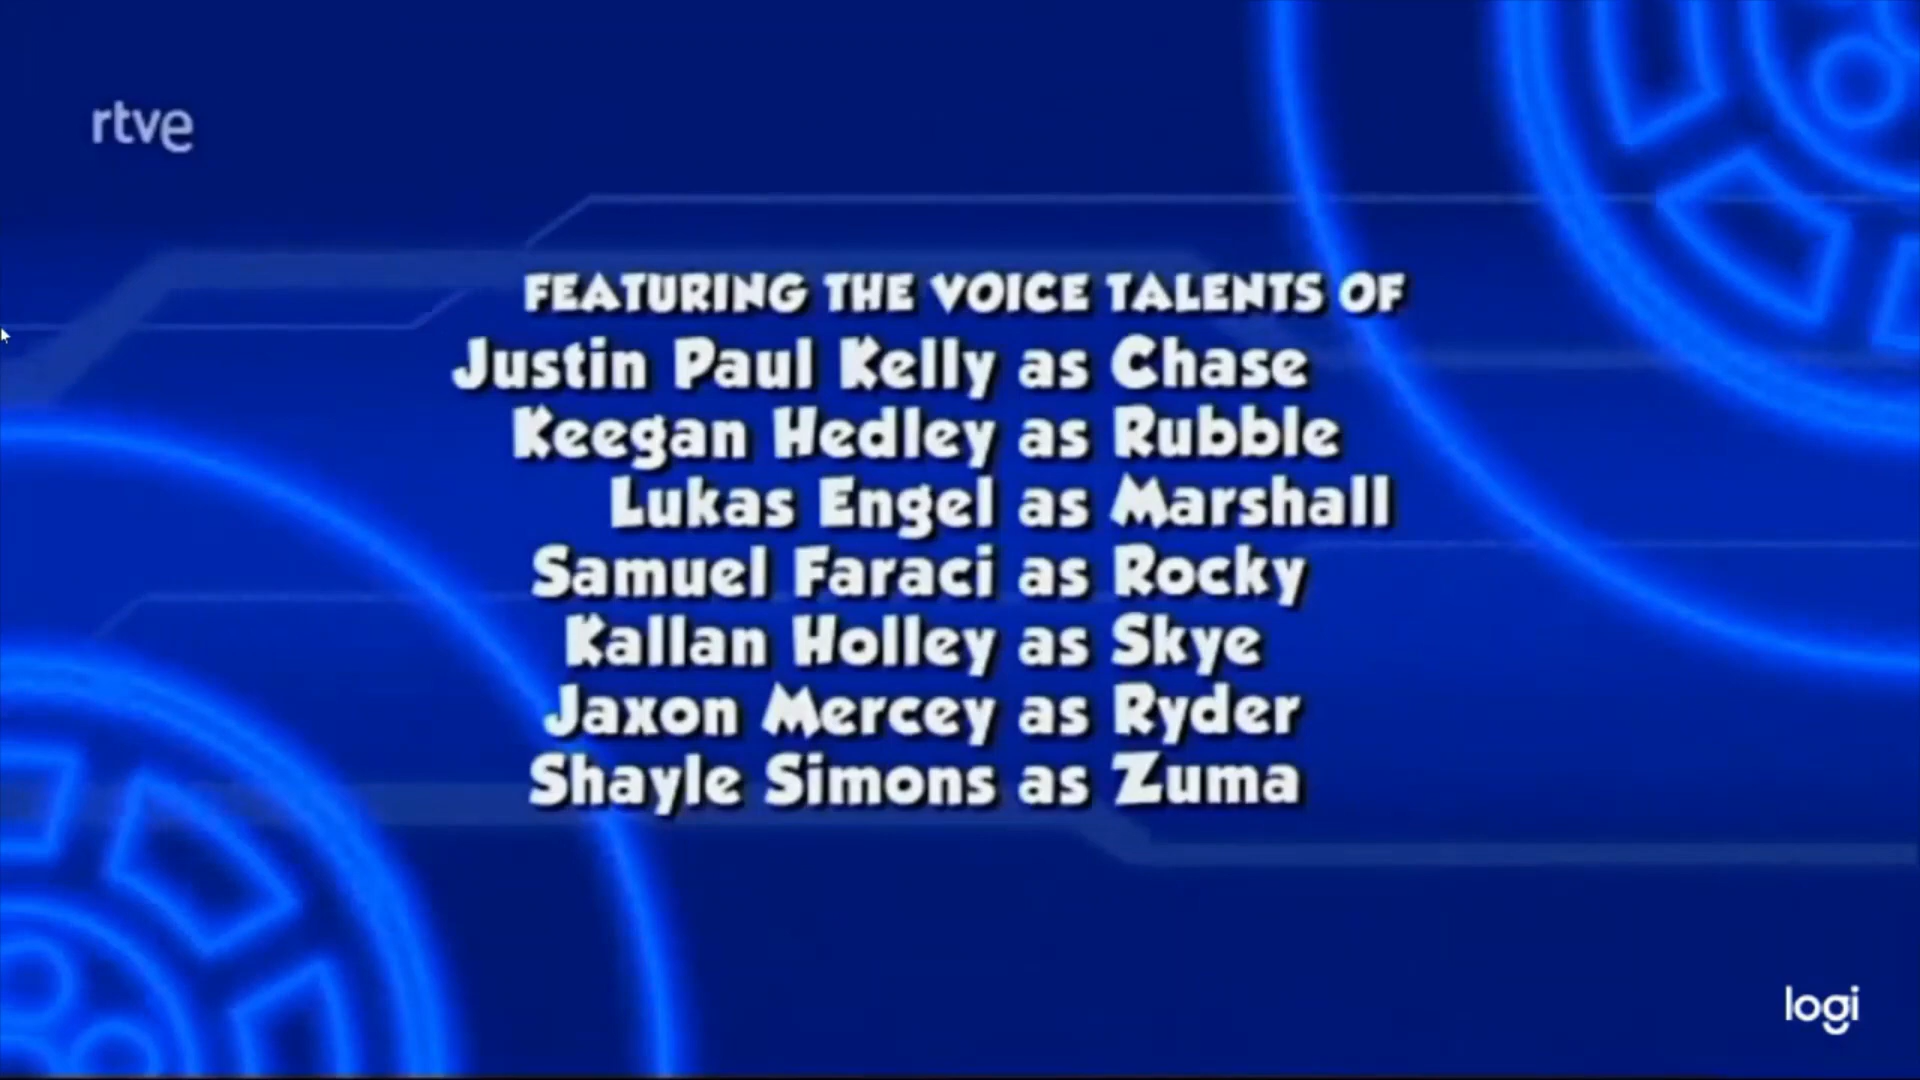 rtve
FEATURING THE VOICE TALENTS OF
Justin Paul Kelly as Chase
Keegan Hedley as Rubble
Lukas Engel as Marshall
Samuel Faraci as Rocky
Kallan Holley as Skye
Jaxon Mercey as Ryder
Shayle Simons as Zuma
logi